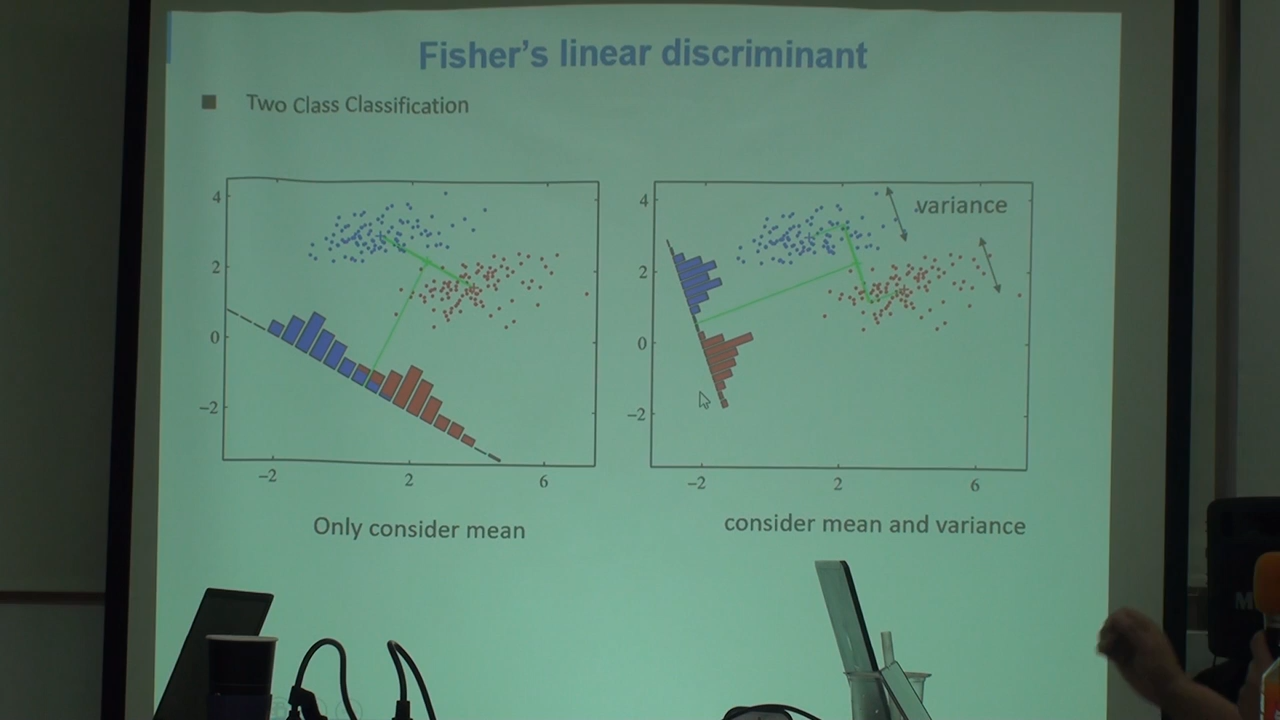 Fisher's linear discriminant
Two Class Classification
4
2
0
−2
−2
2
6
Only consider mean
4
2
0
−2
−2
2
6
variance
consider mean and variance